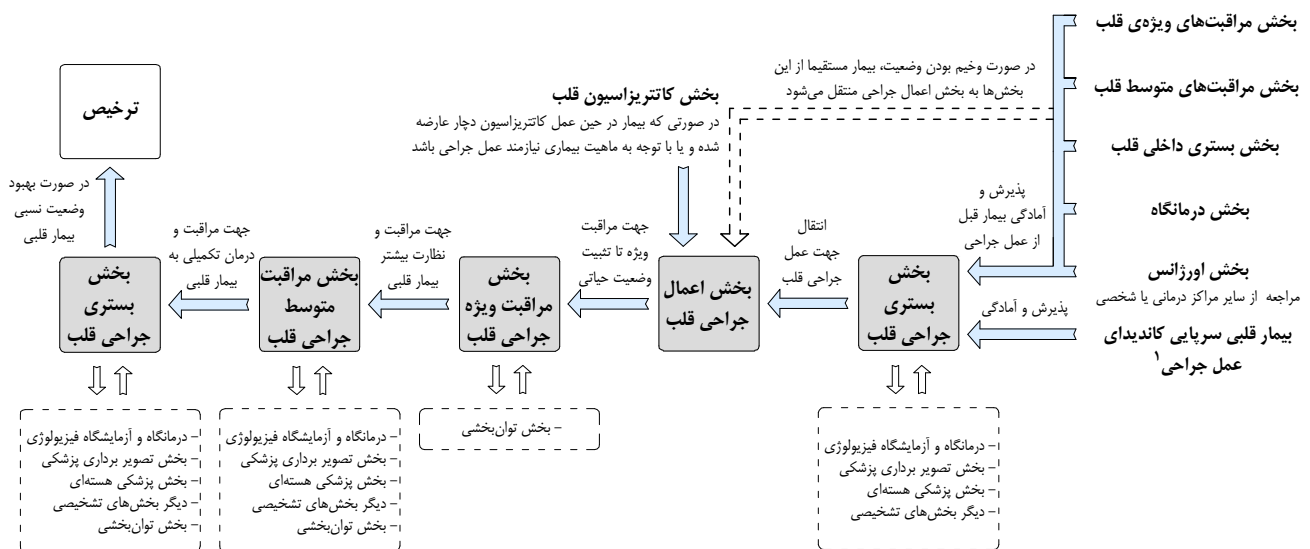 بخش مراقبت‌های ویژه‌ی قلب
بخش مراقبت‌های متوسط قلب
بخش بستری داخلی قلب
بخش درمانگاه
بخش اورژانس
مراجعه از سایر مراکز درمانی یا شخصی
بیمار قلبی سرپایی کاندیدای
عمل جراحی۱
در صورت وخیم بودن وضعیت، بیمار مستقیما از این
بخش‌ها به بخش اعمال جراحی منتقل می‌شود
پذیرش و
آمادگی بیمار قبل
از عمل جراحی
پذیرش و آمادگی
بخش
بستری
جراحی قلب
- درمانگاه و آزمایشگاه فیزیولوژی
- بخش تصویر برداری پزشکی
- بخش پزشکی هسته‌ای
- دیگر بخش‌های تشخیصی
انتقال
جهت عمل
جراحی قلب
بخش کاتتریزاسیون قلب
در صورتی که بیمار در حین عمل کاتتریزاسیون دچار عارضه
شده و یا با توجه به ماهیت بیماری نیازمند عمل جراحی باشد
بخش اعمال
جراحی قلب
جهت مراقبت
ویژه تا تثبیت
وضعیت حیاتی
بخش
مراقبت ویژه
جراحی قلب
- بخش توان‌بخشی
جهت مراقبت و
نظارت بیشتر
بیمار قلبی
بخش مراقبت
متوسط
جراحی قلب
- درمانگاه و آزمایشگاه فیزیولوژی
- بخش تصویر برداری پزشکی
- بخش پزشکی هسته‌ای
- دیگر بخش‌های تشخیصی
- بخش توان‌بخشی
جهت مراقبت و
درمان تکمیلی به
بیمار قلبی
بخش
بستری
جراحی قلب
- درمانگاه و آزمایشگاه فیزیولوژی
- بخش تصویر برداری پزشکی
- بخش پزشکی هسته‌ای
- دیگر بخش‌های تشخیصی
- بخش توان‌بخشی
در صورت بهبود
وضعیت نسبی
بیمار قلبی
ترخیص